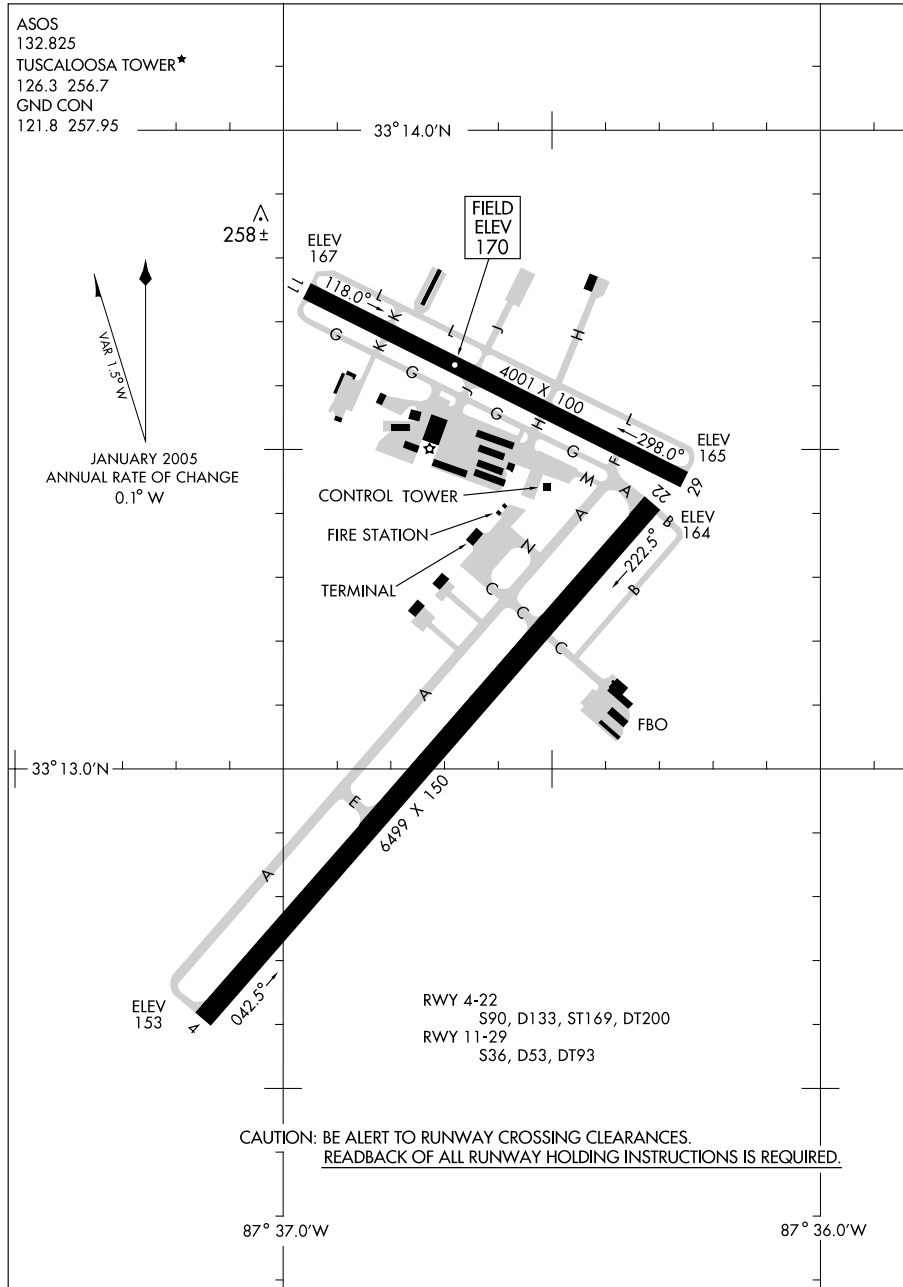 ASOS
132.825
TUSCALOOSA TOWER★
126.3 256.7
GND CON
121.8 257.95
33° 14.0'N
258 ±
FIELD
ELEV
170
ELEV
167
11
118.0°
L
K
L
J
H
G
K
G
J
G
H
G
4001 X 100
L
298.0°
F
ELEV
165
29
VAR 1.5° W
JANUARY 2005
ANNUAL RATE OF CHANGE
0.1° W
CONTROL TOWER
M
A
22
B
ELEV
164
FIRE STATION
A
N
222.5°
TERMINAL
B
C
C
C
A
FBO
33° 13.0'N
E
6499 X 150
A
042.5°
ELEV
153
4
RWY 4-22
S90, D133, ST169, DT200
RWY 11-29
S36, D53, DT93
CAUTION: BE ALERT TO RUNWAY CROSSING CLEARANCES.
READBACK OF ALL RUNWAY HOLDING INSTRUCTIONS IS REQUIRED.
87° 37.0'W
87° 36.0'W